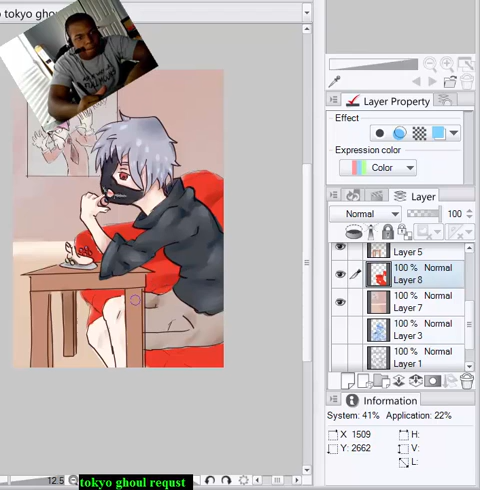 o tokyo ghou
Layer Property
Effect
Expression color
Color
Layer
Normal
100
Layer 5
100 % Normal
Layer 8
100 % Normal
Layer 7
100 % Normal
Layer 3
100 % Normal
Layer 1
Information
System: 41% Application: 22%
X 1509
H:
Y: 2662
V:
L:
12.5
tokyo ghoul requst